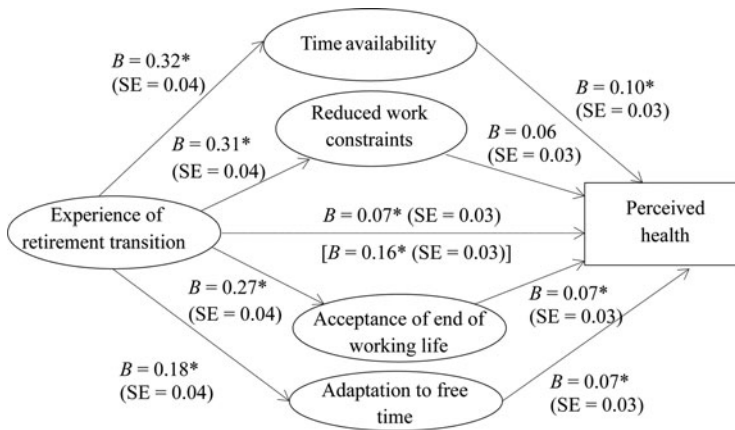 Time availability
B = 0.32*
(SE = 0.04)
B = 0.10*
(SE = 0.03)
Reduced work
constraints
B = 0.31*
(SE = 0.04)
B = 0.06
(SE = 0.03)
Experience of
retirement transition
B = 0.07* (SE = 0.03)
[B = 0.16* (SE = 0.03)]
Perceived
health
B = 0.27*
(SE = 0.04)
Acceptance of end of
working life
B = 0.07*
(SE = 0.03)
B = 0.18*
(SE = 0.04)
Adaptation to free
time
B = 0.07*
(SE = 0.03)